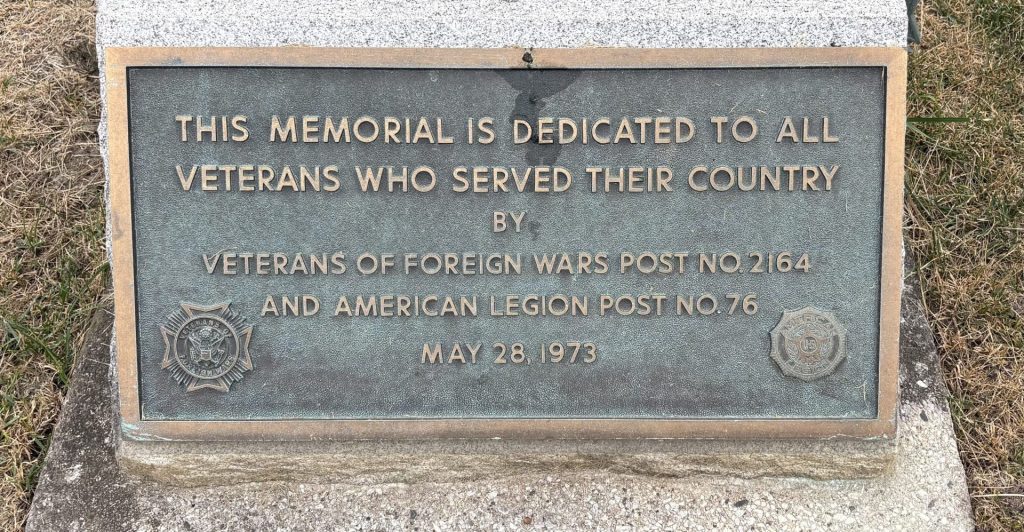 THIS MEMORIAL IS DEDICATED TO ALL
VETERANS WHO SERVED THEIR COUNTRY
BY
VETERANS OF FOREIGN WARS POST NO. 2164
AND AMERICAN LEGION POST NO. 76
MAY 28, 1973